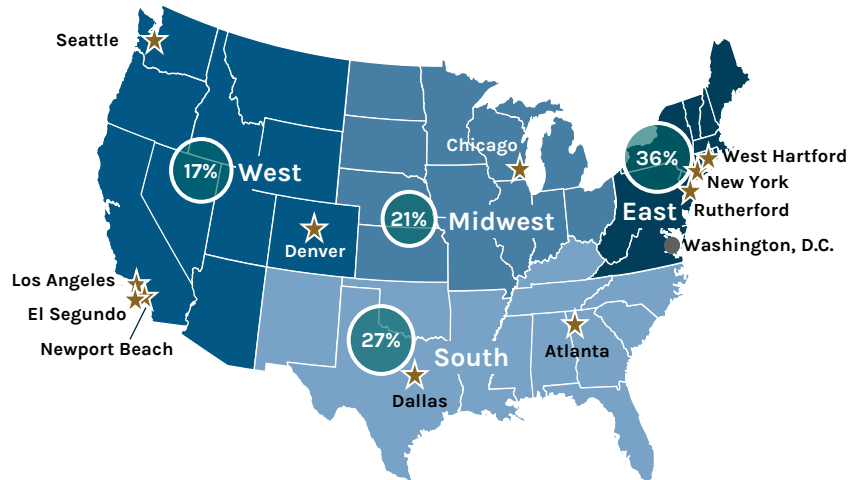 Seattle
Chicago
36%
West Hartford
17%
West
New York
Rutherford
21%
Midwest
East
Denver
Washington, D.C.
Los Angeles
El Segundo
Newport Beach
27%
South
Atlanta
Dallas